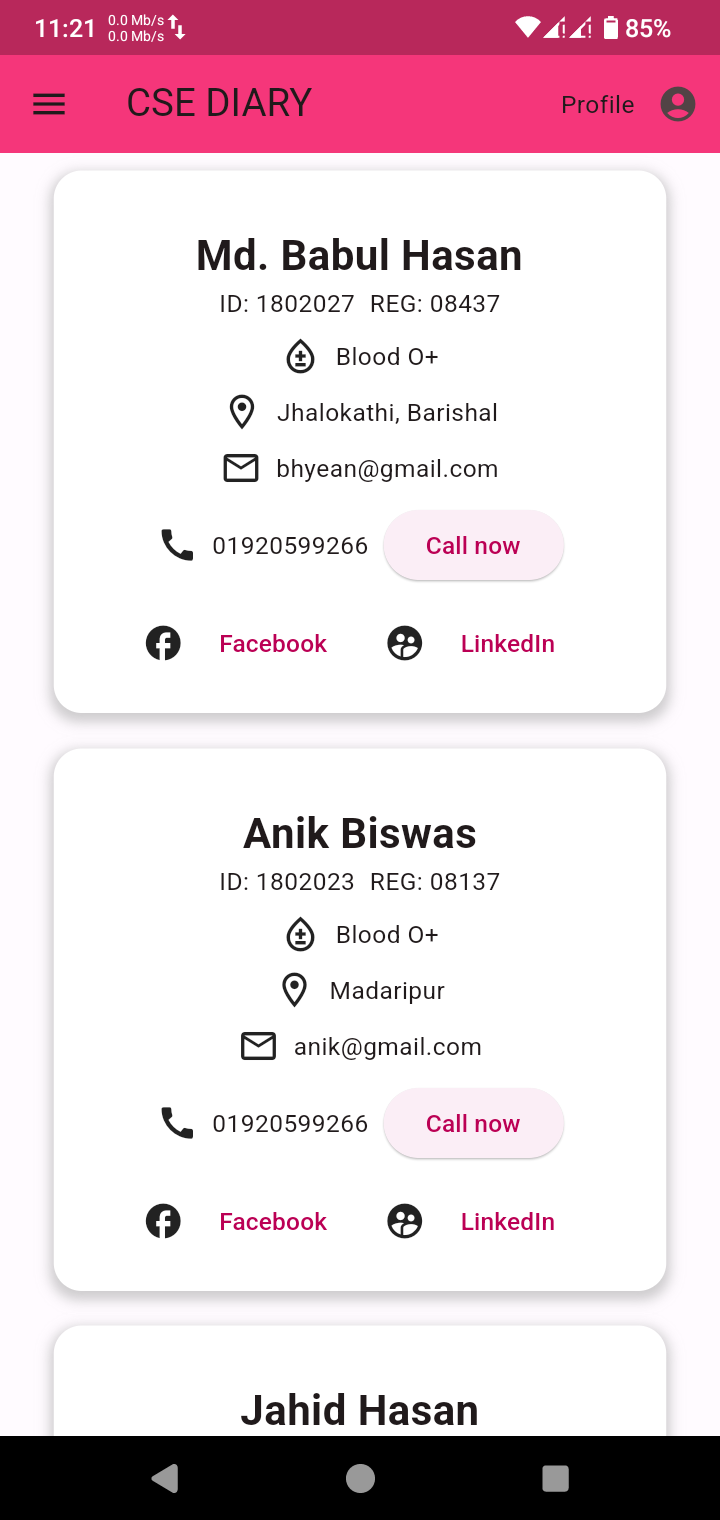 11:21 0.0 Mb/s 85%
0.0 Mb/s
CSE DIARY Profile
Md. Babul Hasan
ID: 1802027 REG: 08437
Blood O+
Jhalokathi, Barishal
bhyean@gmail.com
01920599266 Call now
Facebook LinkedIn
Anik Biswas
ID: 1802023 REG: 08137
Blood O+
Madaripur
anik@gmail.com
01920599266 Call now
Facebook LinkedIn
Jahid Hasan